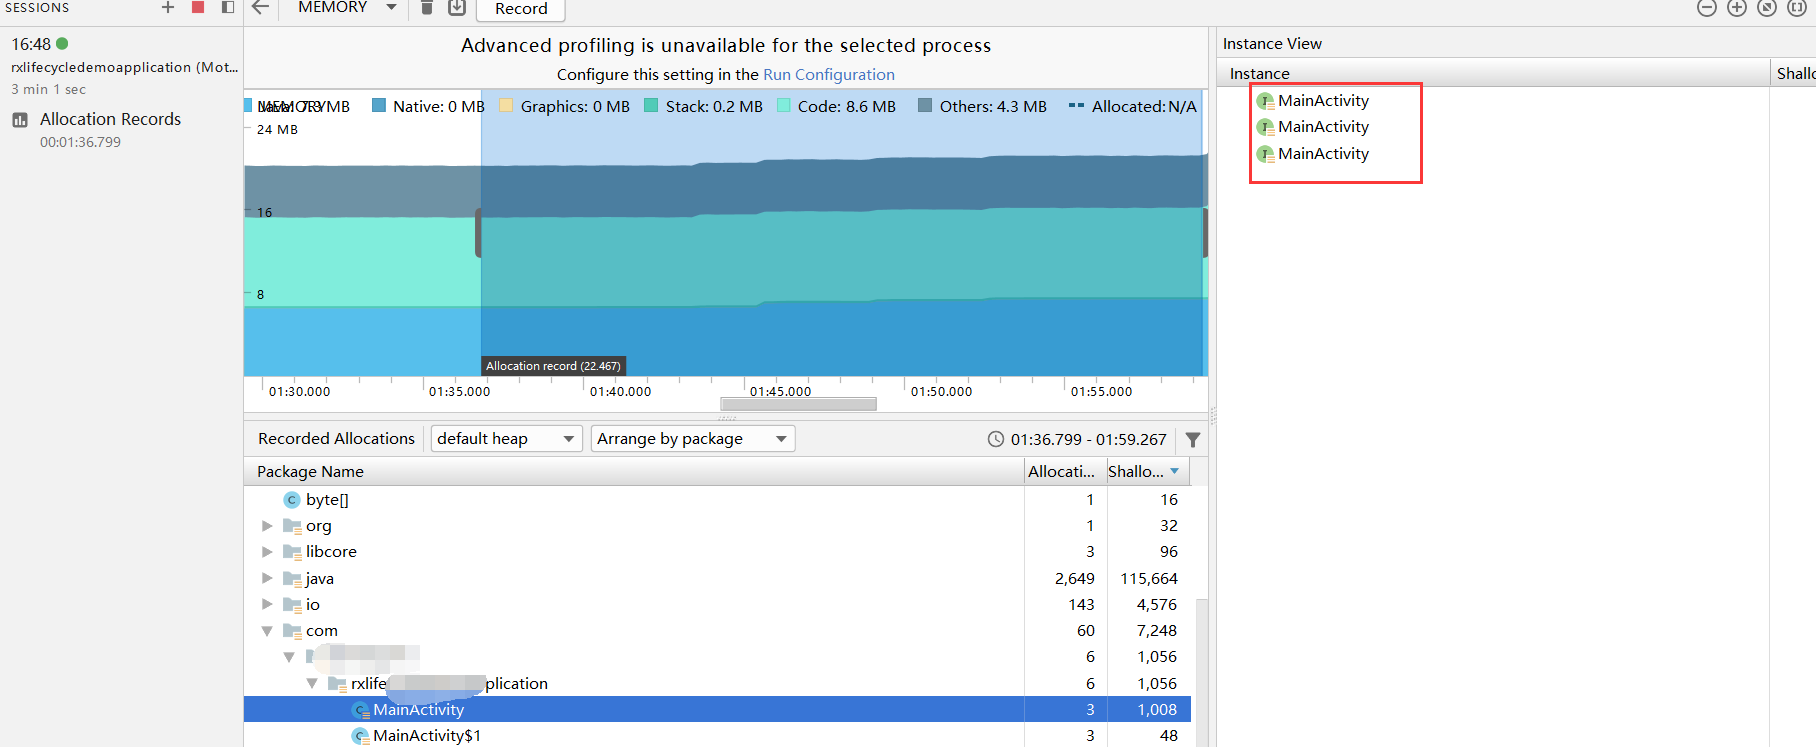 SESSIONS
MEMORY
Record
16:48
rxlifecycledemoapplication (Mot...
3 min 1 sec
Allocation Records
00:01:36.799
Advanced profiling is unavailable for the selected process
Configure this setting in the Run Configuration
Native: 0 MB
Graphics: 0 MB
Stack: 0.2 MB
Code: 8.6 MB
Others: 4.3 MB
Allocated: N/A
24 MB
16
8
Allocation record (22.467)
01:30.000
01:35.000
01:40.000
01:45.000
01:50.000
01:55.000
Recorded Allocations
default heap
Arrange by package
01:36.799 - 01:59.267
Package Name
Allocati...
Shallo...
byte[] 1 16
org 1 32
libcore 3 96
java 2,649 115,664
io 143 4,576
com 60 7,248
6 1,056
rxlife
plication 6 1,056
MainActivity 3 1,008
MainActivity$1 3 48
Instance View
Instance
Shallo
MainActivity
MainActivity
MainActivity